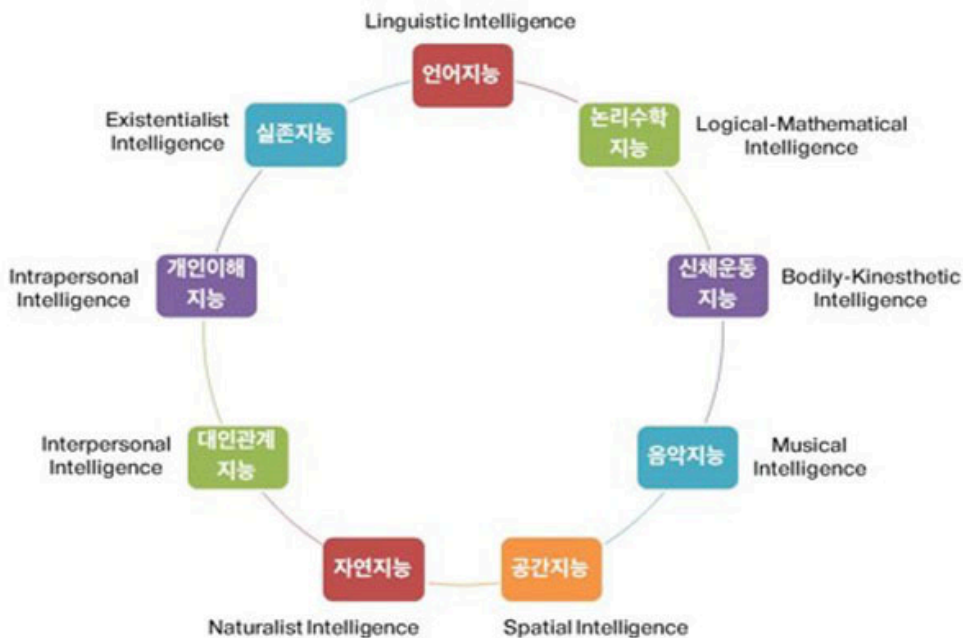 Linguistic Intelligence
언어지능
논리수학
지능
Logical-Mathematical
Intelligence
신체운동
지능
Bodily-Kinesthetic
Intelligence
음악지능
Musical
Intelligence
공간지능
Spatial Intelligence
자연지능
Naturalist Intelligence
대인관계
지능
Interpersonal
Intelligence
개인이해
지능
Intrapersonal
Intelligence
실존지능
Existentialist
Intelligence